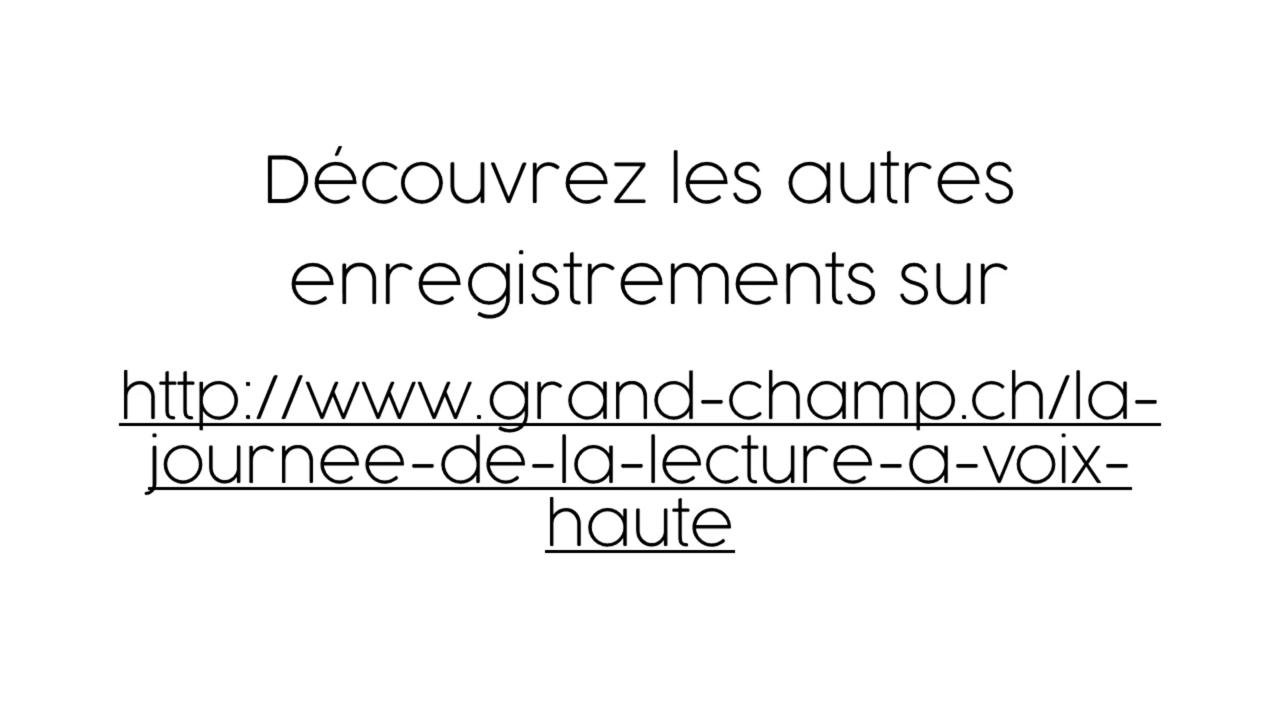 Découvrez les autres
enregistrements sur
http://www.grand-champ.ch/la-
journee-de-la-lecture-a-voix-
haute